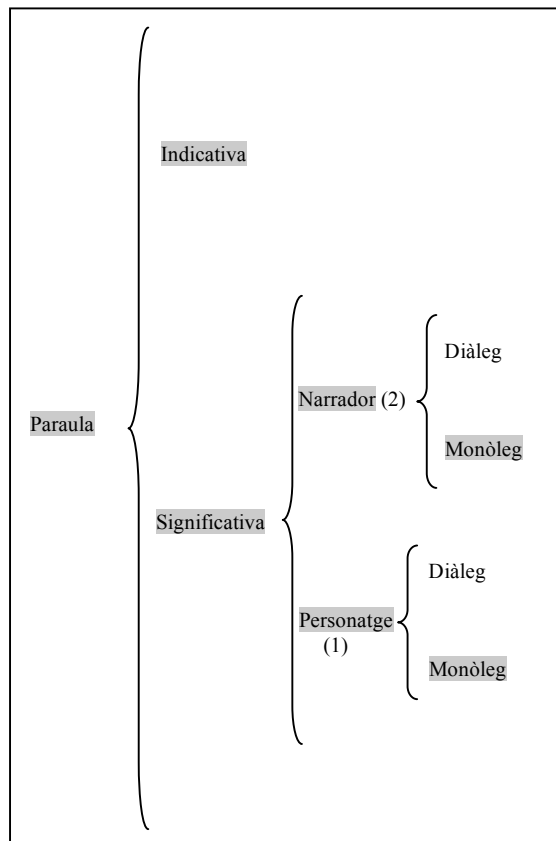 Indicativa
Diàleg
Narrador (2)
Paraula
Monòleg
Significativa
Diàleg
Personatge
(1)
Monòleg